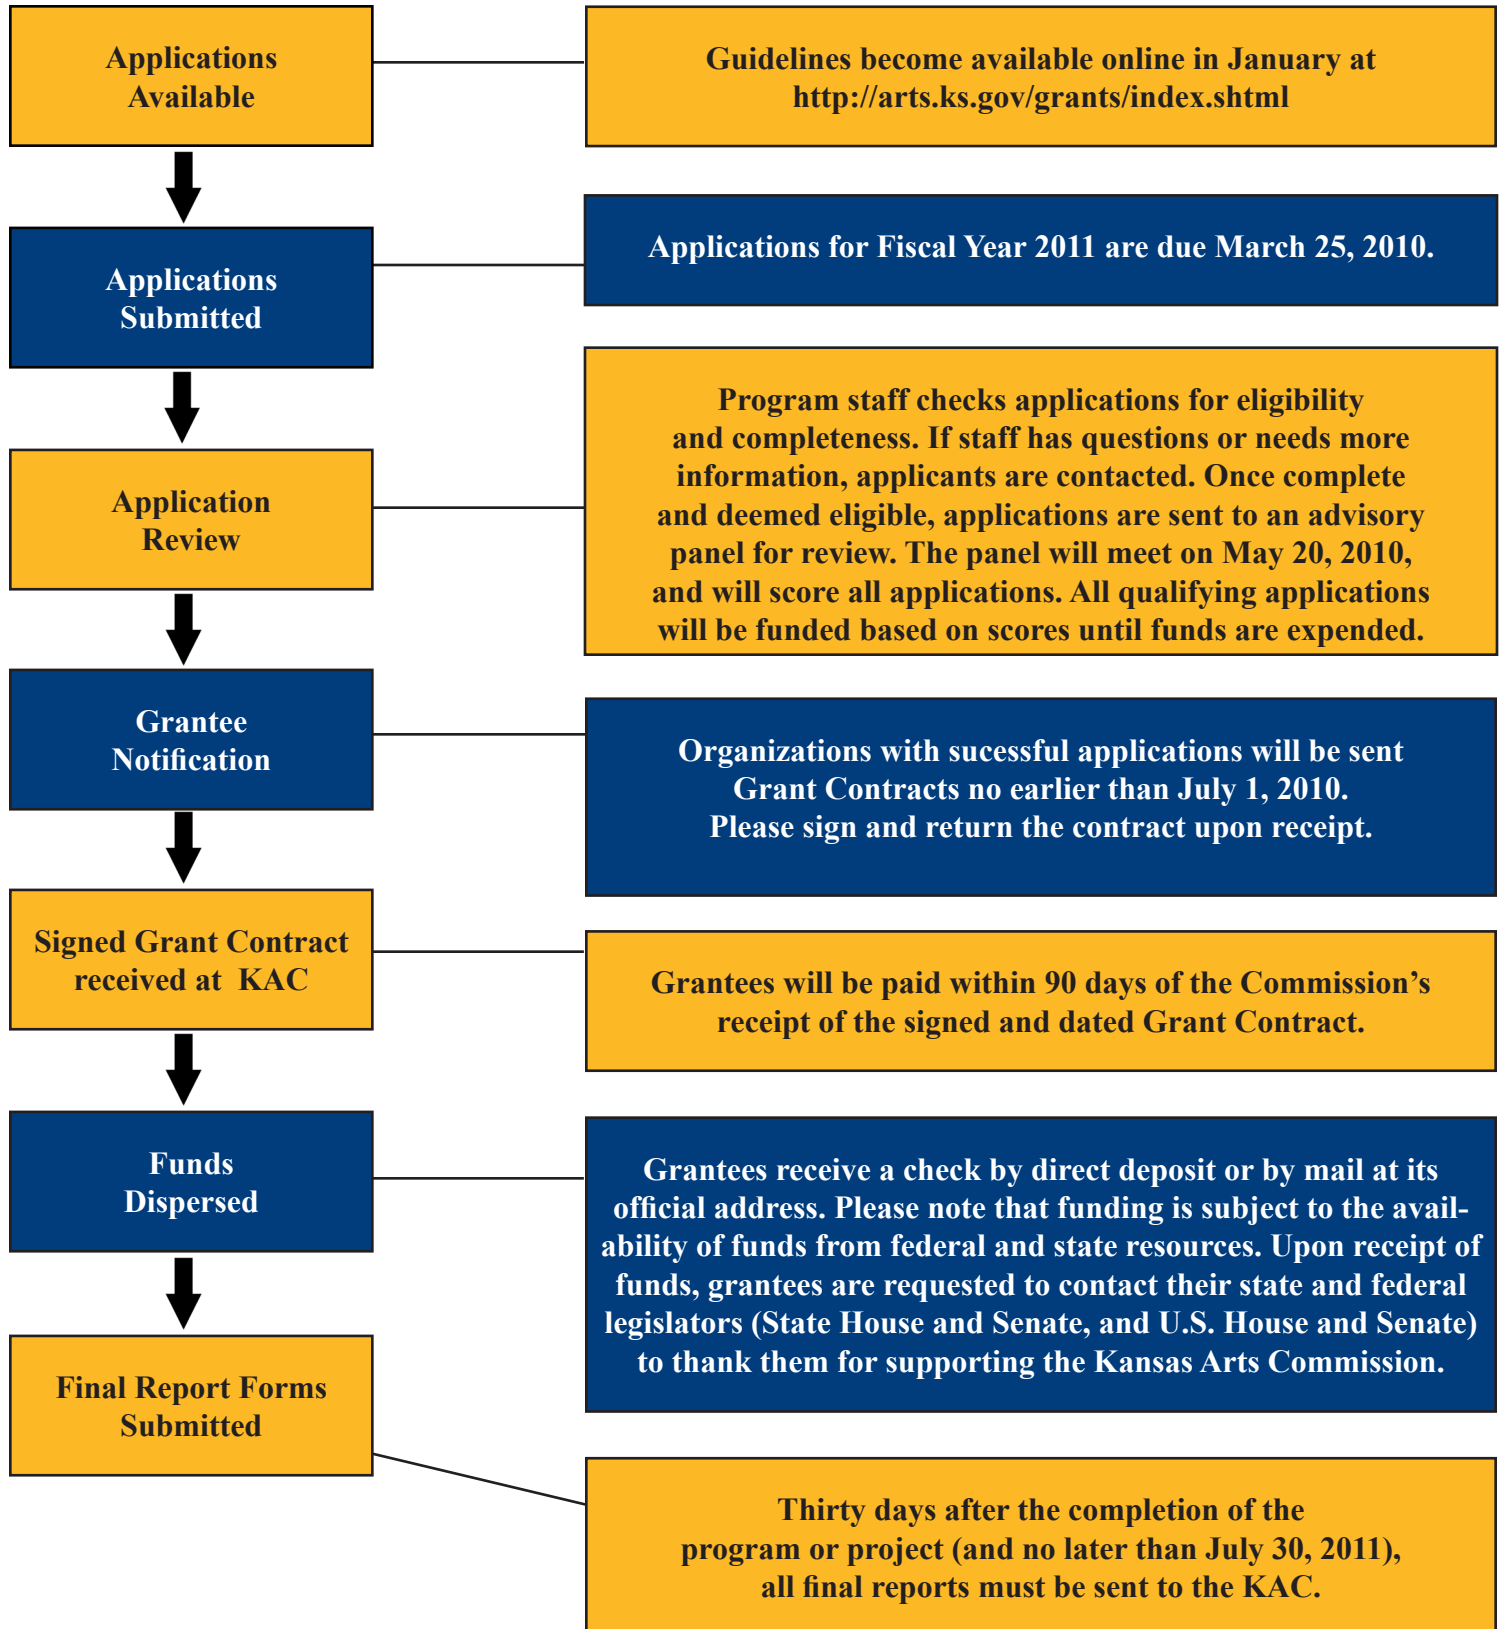 Applications
Available
Guidelines become available online in January at
http://arts.ks.gov/grants/index.shtml
Applications
Submitted
Applications for Fiscal Year 2011 are due March 25, 2010.
Application
Review
Program staff checks applications for eligibility
and completeness. If staff has questions or needs more
information, applicants are contacted. Once complete
and deemed eligible, applications are sent to an advisory
panel for review. The panel will meet on May 20, 2010,
and will score all applications. All qualifying applications
will be funded based on scores until funds are expended.
Grantee
Notification
Organizations with sucessful applications will be sent
Grant Contracts no earlier than July 1, 2010.
Please sign and return the contract upon receipt.
Signed Grant Contract
received at KAC
Grantees will be paid within 90 days of the Commission's
receipt of the signed and dated Grant Contract.
Funds
Dispersed
Grantees receive a check by direct deposit or by mail at its
official address. Please note that funding is subject to the avail-
ability of funds from federal and state resources. Upon receipt of
funds, grantees are requested to contact their state and federal
legislators (State House and Senate, and U.S. House and Senate)
to thank them for supporting the Kansas Arts Commission.
Final Report Forms
Submitted
Thirty days after the completion of the
program or project (and no later than July 30, 2011),
all final reports must be sent to the KAC.